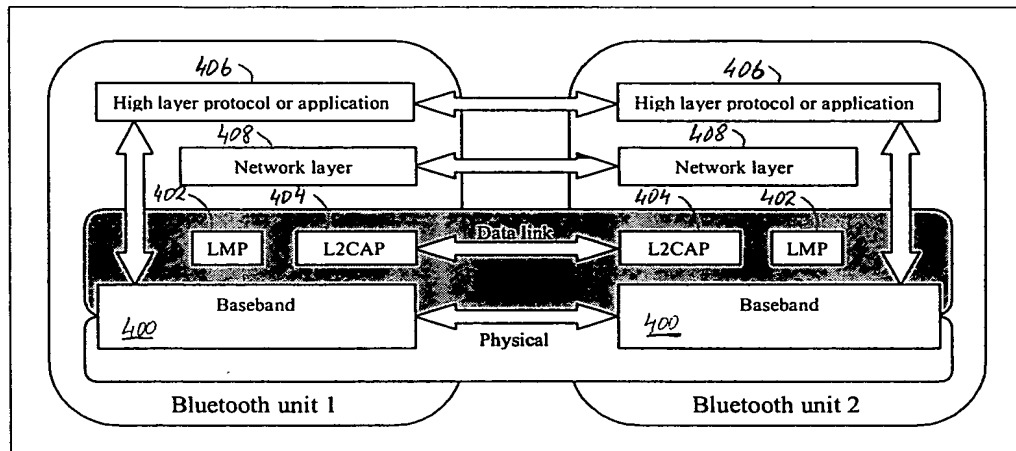 406 406
High layer protocol or application High layer protocol or application
408 408
Network layer Network layer
402 404 404 402
Data link
LMP L2CAP L2CAP LMP
Baseband Baseband
400 400
Physical
Bluetooth unit 1 Bluetooth unit 2